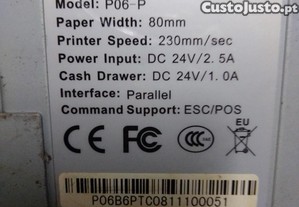 Model: P06-P
Custojusto.pt
Paper Width: 80mm
Printer Speed: 230mm/sec
Power Input: DC 24V/2.5A
Cash Drawer: DC 24V/1.0A
Interface: Parallel
Command Support: ESC/POS
CE FC CCC EU
P06B6PTC0811100051